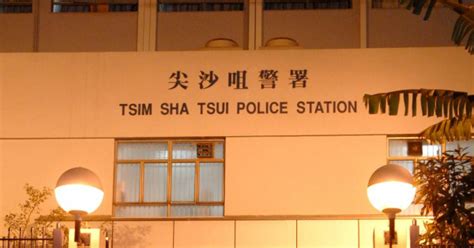 尖沙咀警署
TSIM SHA TSUI POLICE STATION